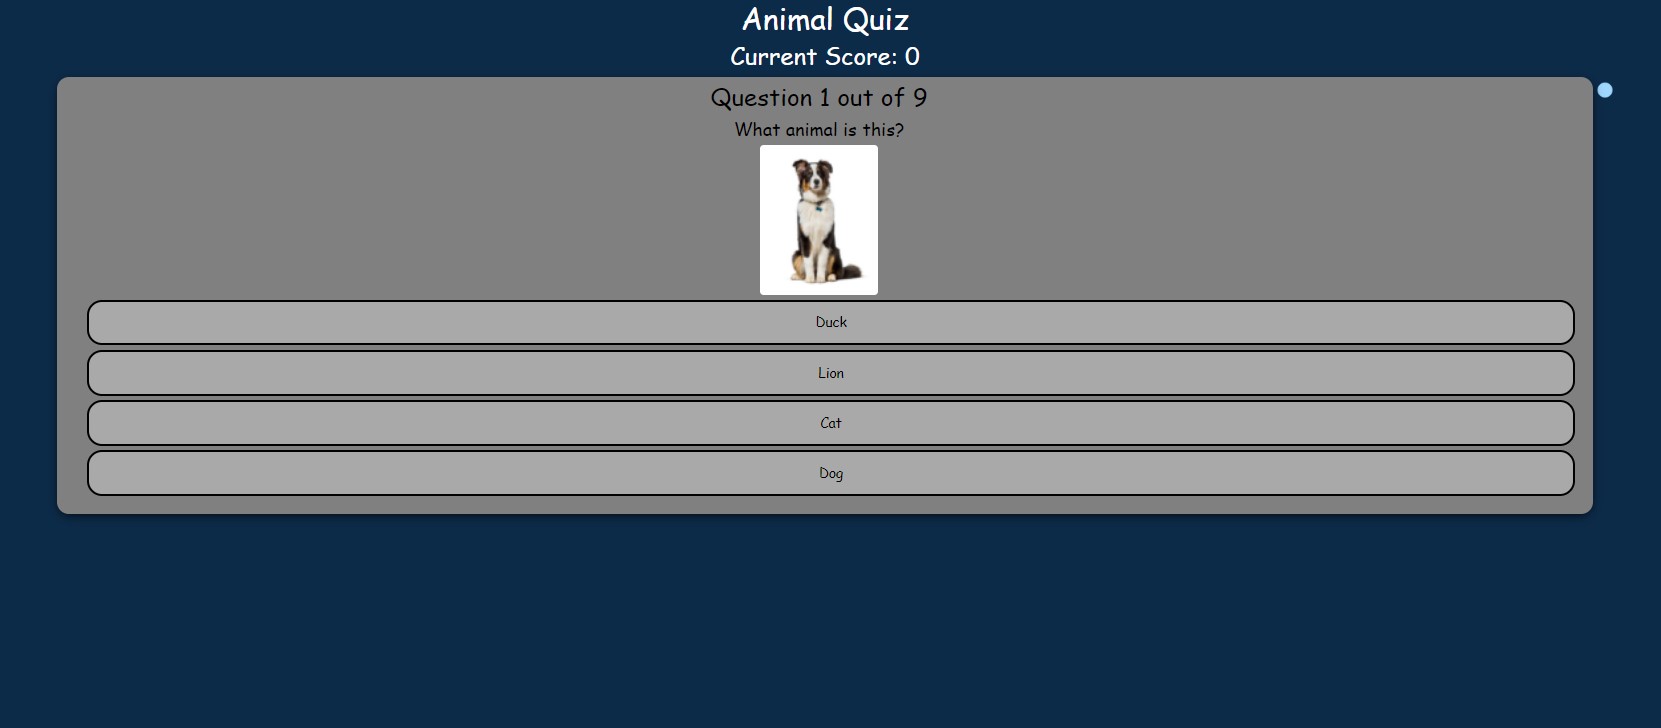 Animal Quiz
Current Score: 0
Question 1 out of 9
What animal is this?
Duck
Lion
Cat
Dog